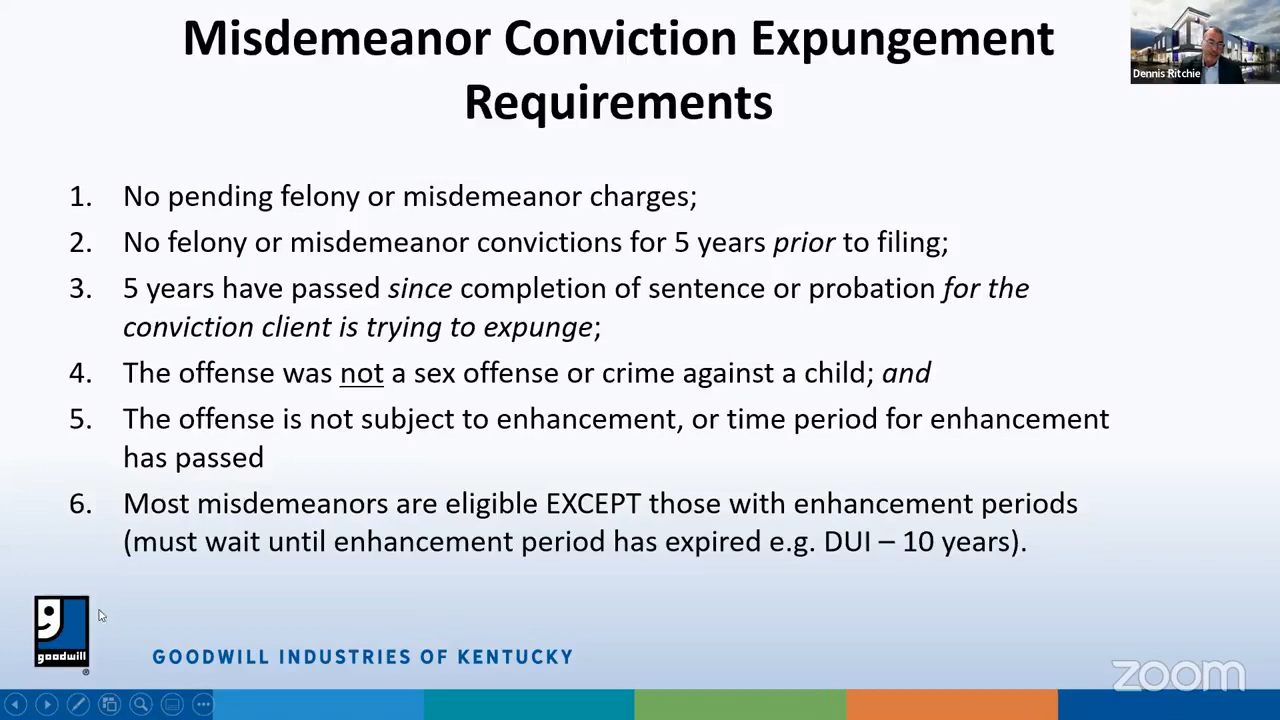 Misdemeanor Conviction Expungement
Requirements
Dennis Ritchie
1. No pending felony or misdemeanor charges;
2. No felony or misdemeanor convictions for 5 years prior to filing;
3. 5 years have passed since completion of sentence or probation for the
conviction client is trying to expunge;
4. The offense was not a sex offense or crime against a child; and
5. The offense is not subject to enhancement, or time period for enhancement
has passed
6. Most misdemeanors are eligible EXCEPT those with enhancement periods
(must wait until enhancement period has expired e.g. DUI – 10 years).
goodwill
®
GOODWILL INDUSTRIES OF KENTUCKY
zoom